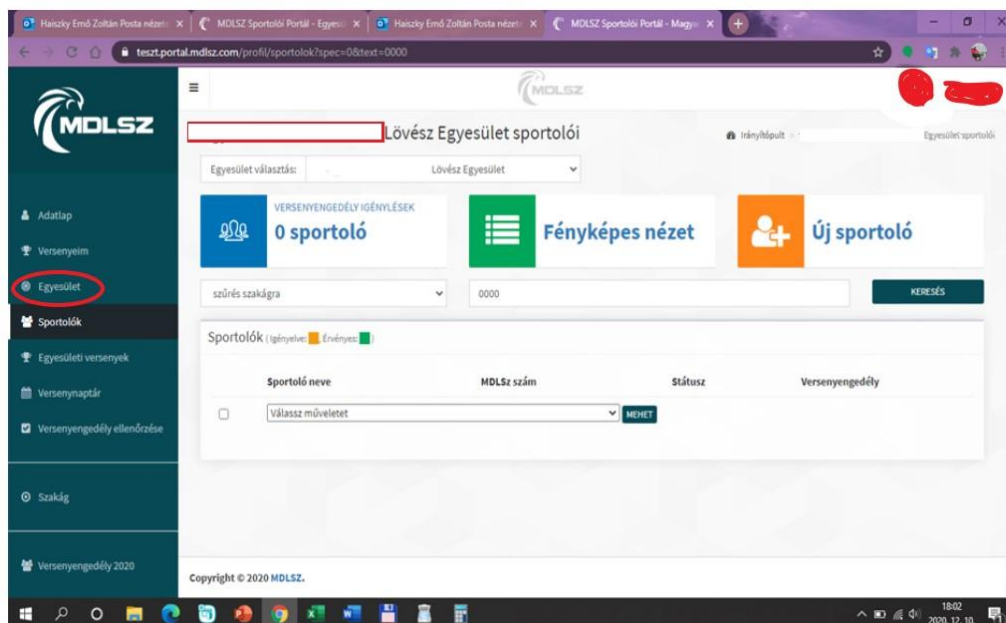 Haiszky Ernő Zoltán Posta nézet
MDLSZ Sportolói Portál - Egyesü
Haiszky Ernő Zoltán Posta nézet
MDLSZ Sportolói Portál - Magya
teszt.portal.mdlsz.com/profil/sportolok?spec=0&text=0000
MDLSZ
MDLSZ
Lövész Egyesület sportolói
Irányítópult
Egyesület sportolói
Egyesület választás:
Lövész Egyesület
Adatlap
Versenyeim
Egyesület
Sportolók
Egyesületi versenyek
Versenynaptár
Versenyengedély ellenőrzése
Szakág
Versenyengedély 2020
VERSENYENGEDÉLY IGÉNYLÉSEK
0 sportoló
Fényképes nézet
Új sportoló
szűrés szakágra
0000
KERESÉS
Sportolók (Igényelve: , Érvényes: )
Sportoló neve MDLSz szám Státusz Versenyengedély
Válassz műveletet
MEHET
Copyright © 2020 MDLSZ.
18:02
2020. 12. 10.